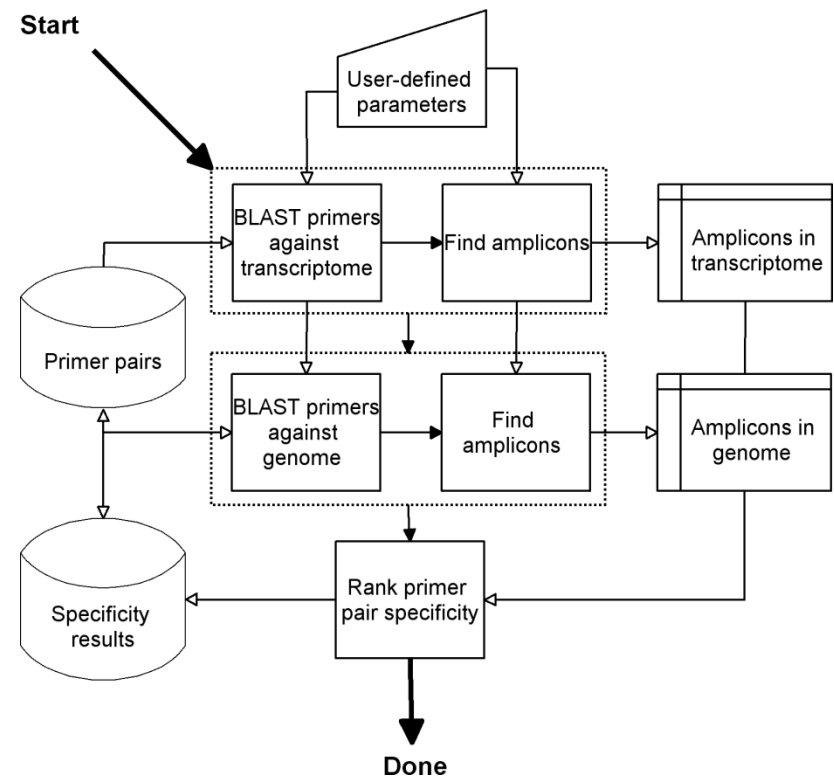 Start
User-defined
parameters
BLAST primers
against
transcriptome
Find amplicons
Amplicons in
transcriptome
Primer pairs
BLAST primers
against
genome
Find
amplicons
Amplicons in
genome
Specificity
results
Rank primer
pair specificity
Done